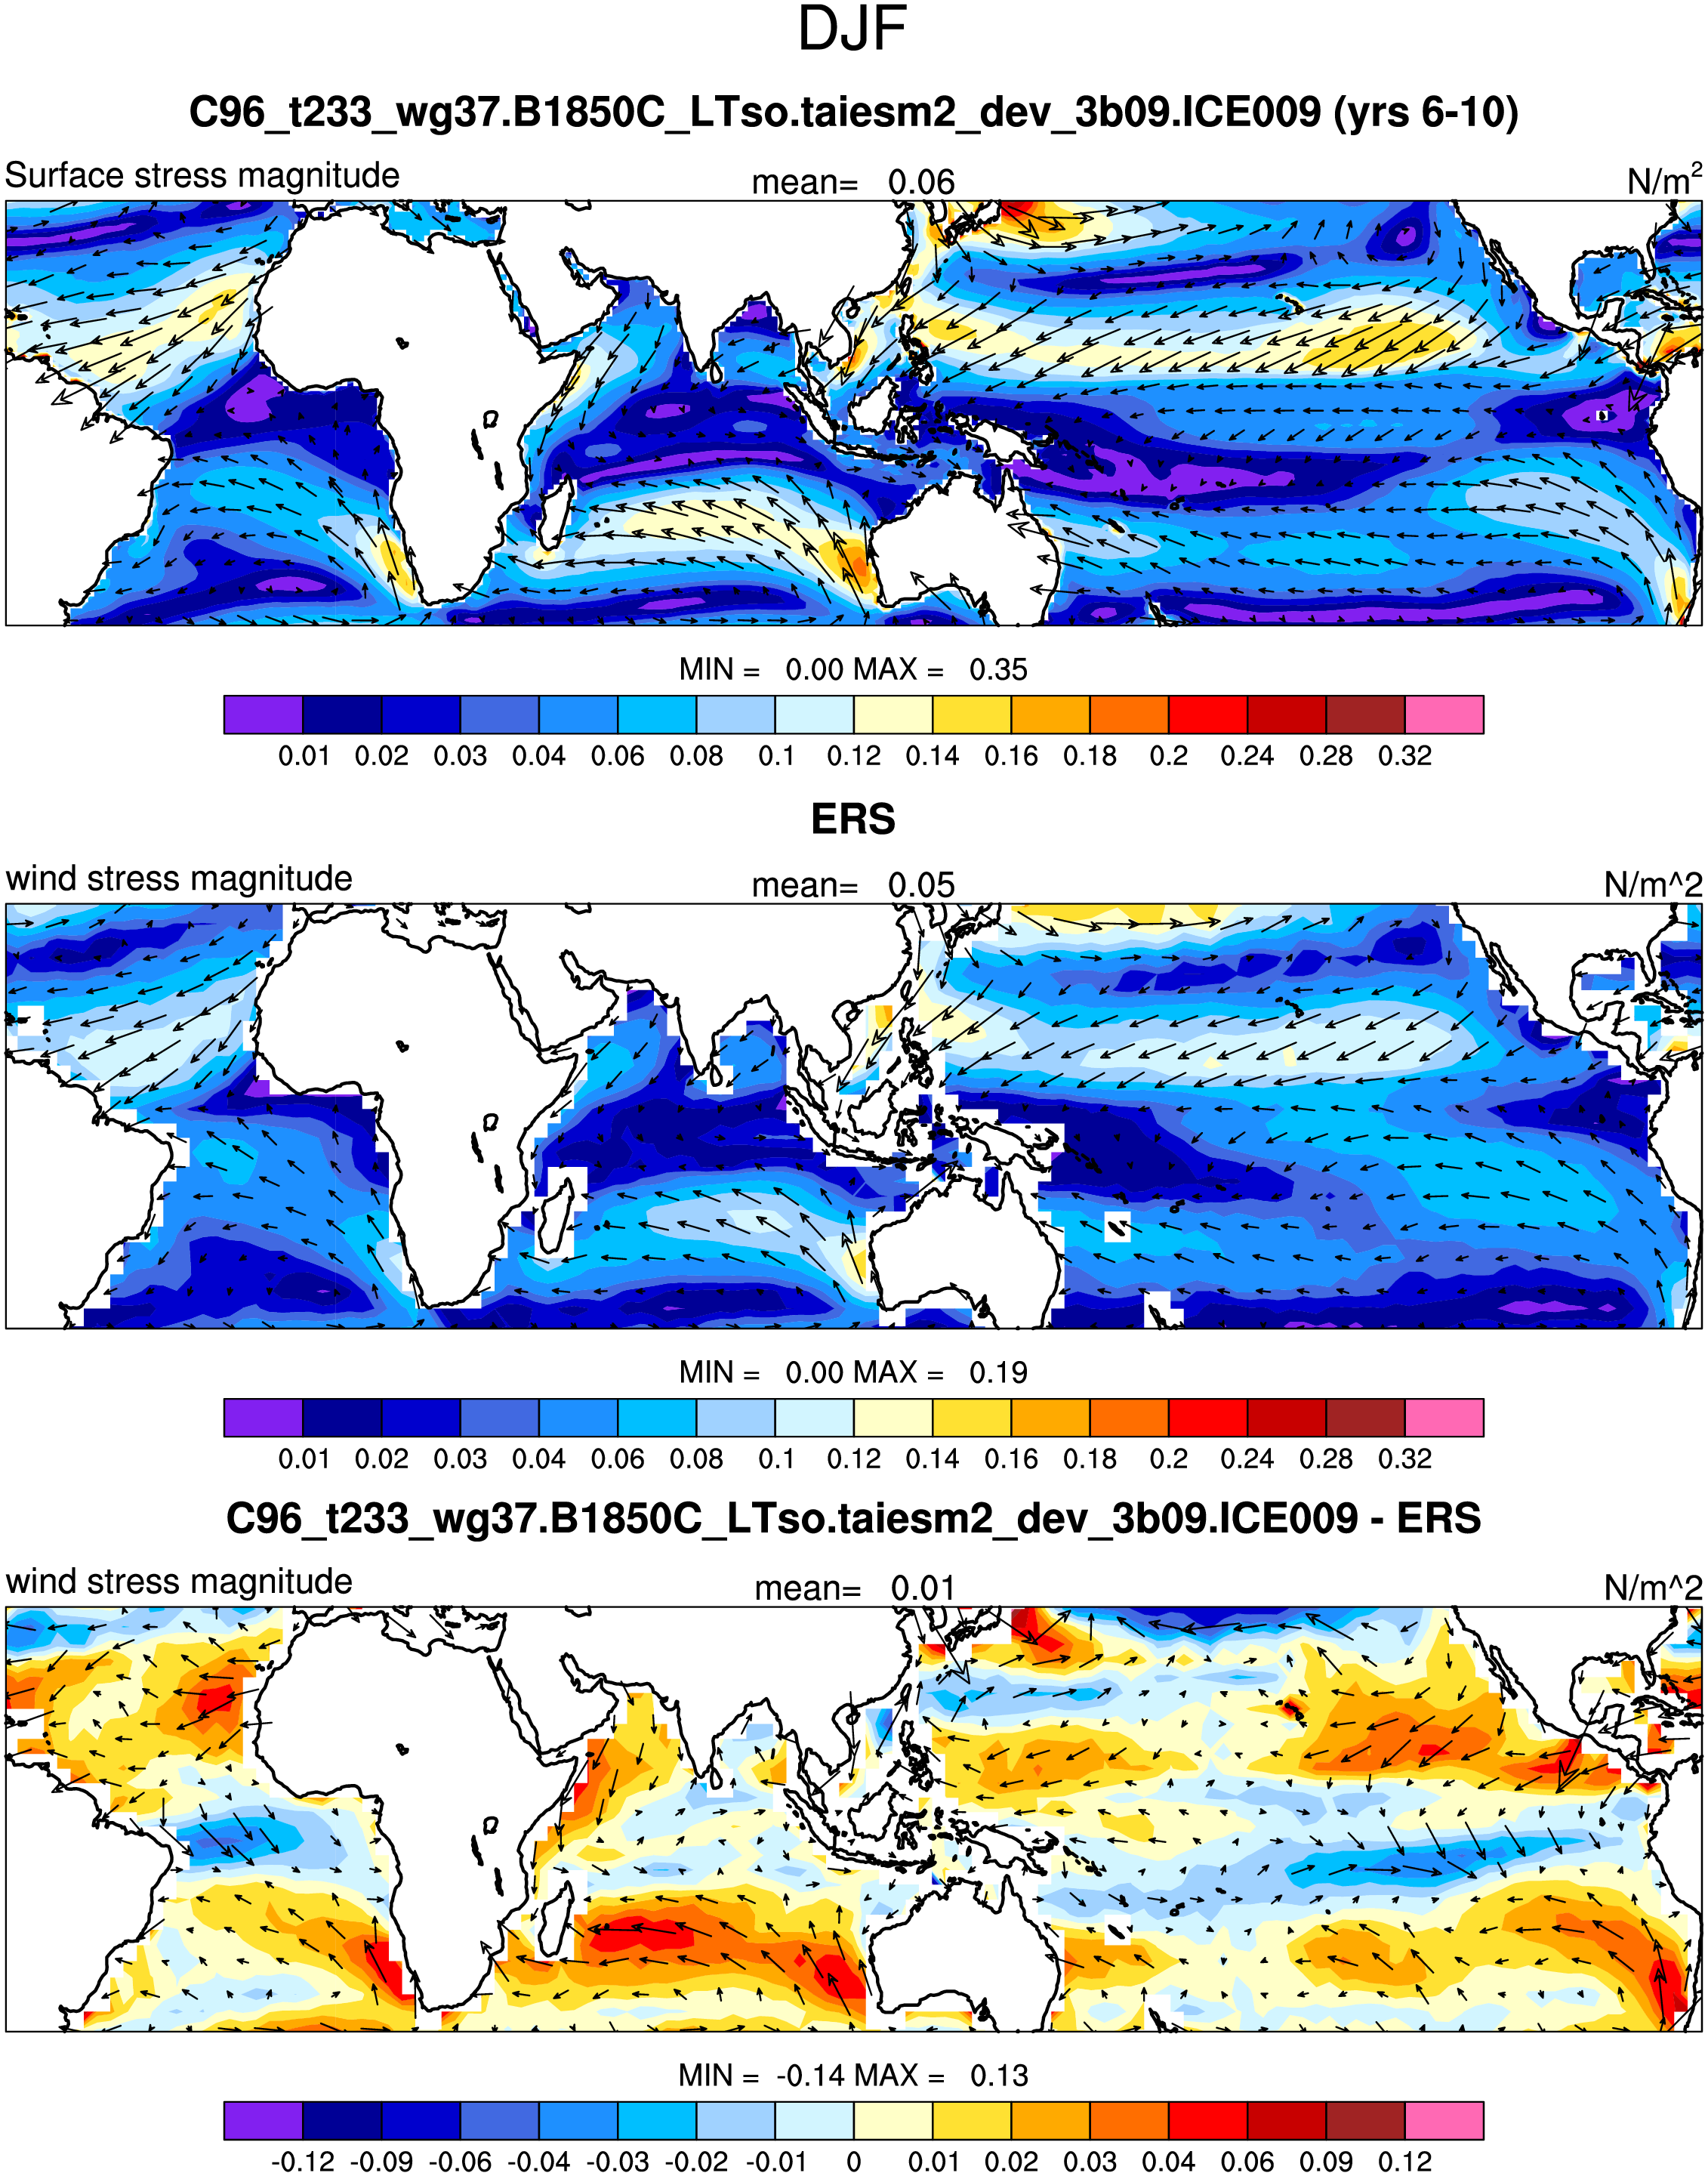 DJF
C96_t233_wg37.B1850C_LTso.taiesm2_dev_3b09.ICE009 (yrs 6-10)
Surface stress magnitude mean= 0.06 N/m2
MIN = 0.00 MAX = 0.35
0.01 0.02 0.03 0.04 0.06 0.08 0.1 0.12 0.14 0.16 0.18 0.2 0.24 0.28 0.32
ERS
wind stress magnitude mean= 0.05 N/m^2
MIN = 0.00 MAX = 0.19
0.01 0.02 0.03 0.04 0.06 0.08 0.1 0.12 0.14 0.16 0.18 0.2 0.24 0.28 0.32
C96_t233_wg37.B1850C_LTso.taiesm2_dev_3b09.ICE009 - ERS
wind stress magnitude mean= 0.01 N/m^2
MIN = -0.14 MAX = 0.13
-0.12 -0.09 -0.06 -0.04 -0.03 -0.02 -0.01 0 0.01 0.02 0.03 0.04 0.06 0.09 0.12